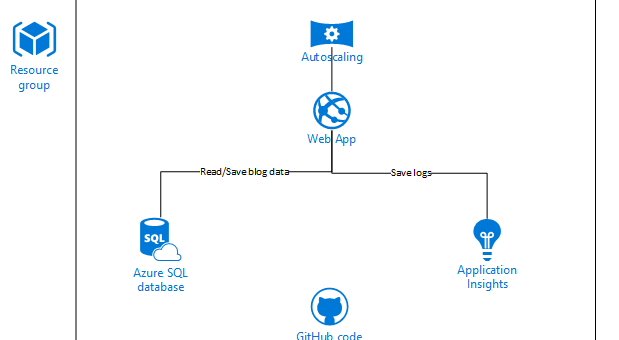 Resource
group
Autoscaling
Web App
Read/Save blog data
Save logs
SQL
Azure SQL
database
Application
Insights
GitHub code